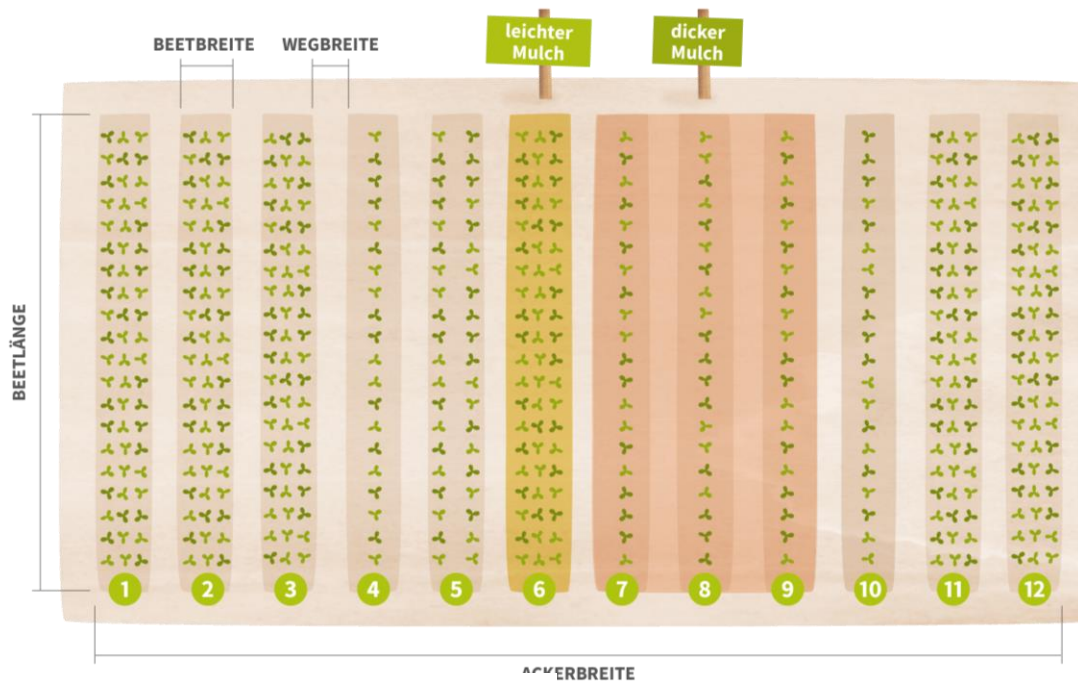 BEETBREITE
WEGBREITE
leichter
Mulch
dicker
Mulch
BEETLÄNGE
1
2
3
4
5
6
7
8
9
10
11
12
ACKERBREITE